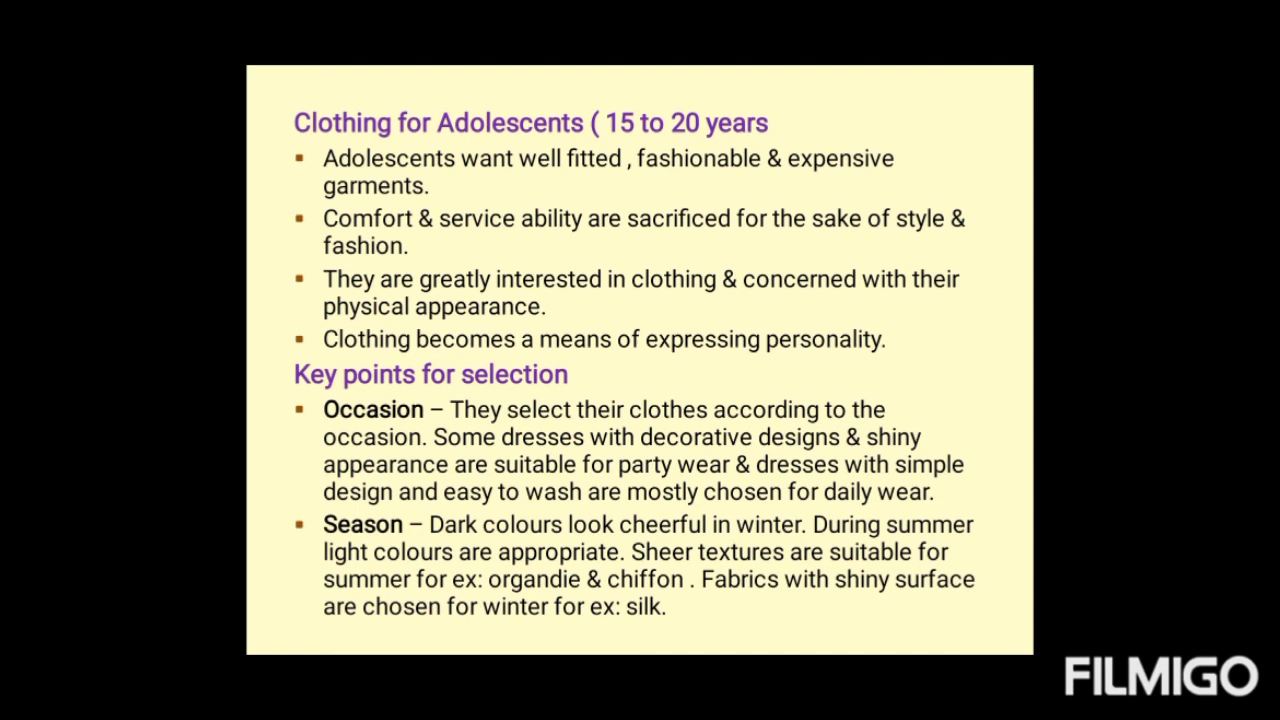 Clothing for Adolescents ( 15 to 20 years
▪ Adolescents want well fitted , fashionable & expensive
garments.
▪ Comfort & service ability are sacrificed for the sake of style &
fashion.
▪ They are greatly interested in clothing & concerned with their
physical appearance.
▪ Clothing becomes a means of expressing personality.
Key points for selection
▪ Occasion – They select their clothes according to the
occasion. Some dresses with decorative designs & shiny
appearance are suitable for party wear & dresses with simple
design and easy to wash are mostly chosen for daily wear.
▪ Season – Dark colours look cheerful in winter. During summer
light colours are appropriate. Sheer textures are suitable for
summer for ex: organdie & chiffon . Fabrics with shiny surface
are chosen for winter for ex: silk.
FILMIGO